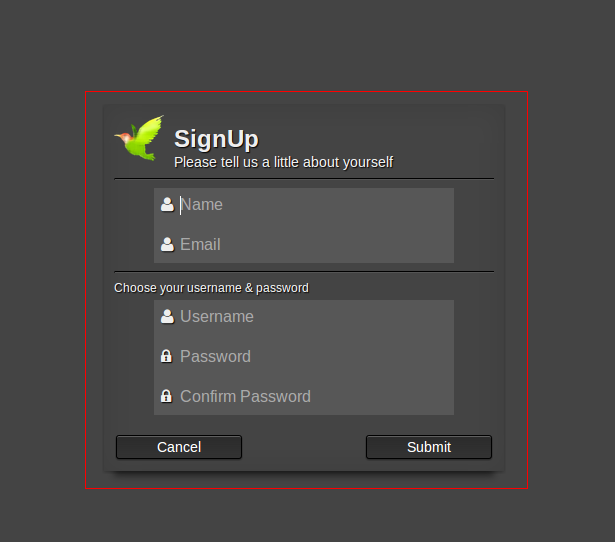 SignUp
Please tell us a little about yourself
Name
Email
Choose your username & password
Username
Password
Confirm Password
Cancel
Submit